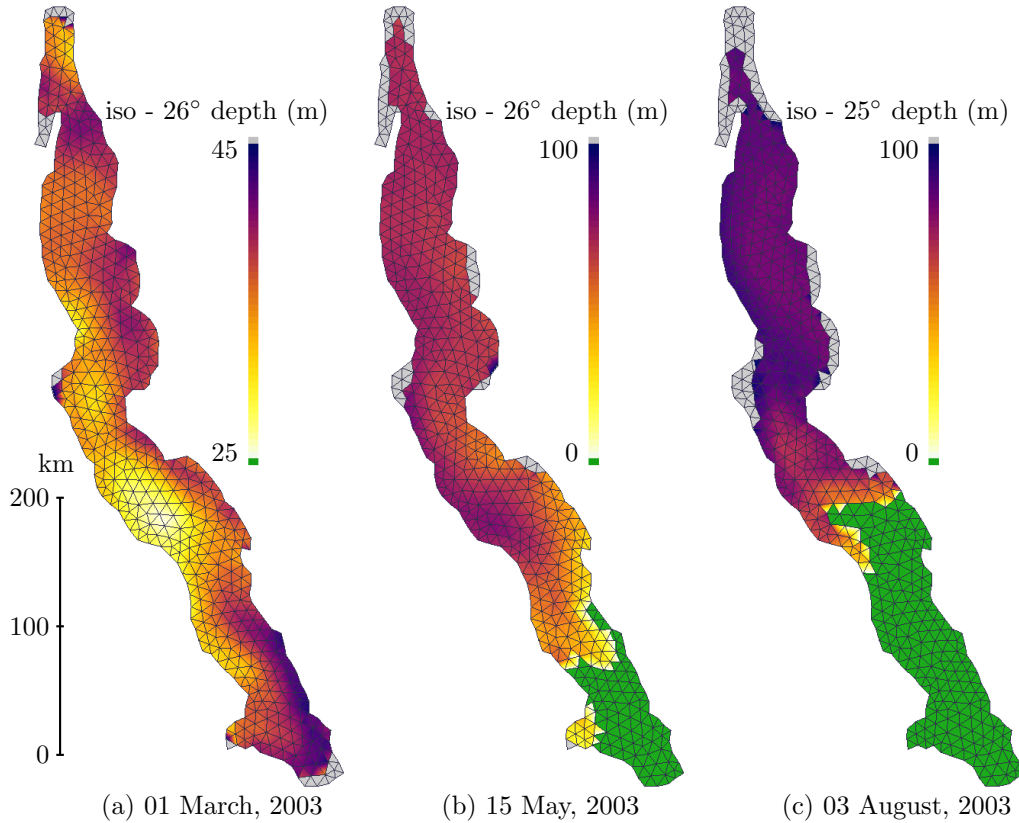 iso - 26° depth (m)
45
25
iso - 26° depth (m)
100
0
iso - 25° depth (m)
100
0
km
200
100
0
(a) 01 March, 2003
(b) 15 May, 2003
(c) 03 August, 2003